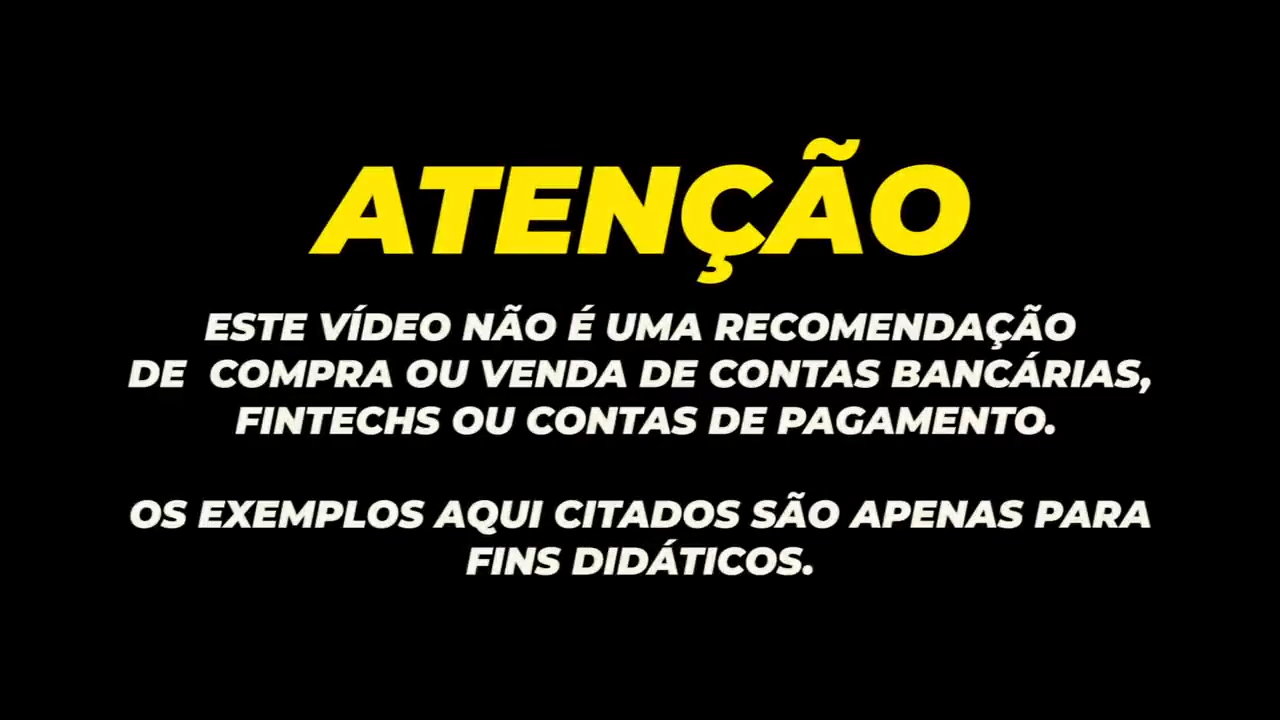 ATENÇÃO
ESTE VÍDEO NÃO É UMA RECOMENDAÇÃO
DE COMPRA OU VENDA DE CONTAS BANCÁRIAS,
FINTECHS OU CONTAS DE PAGAMENTO.
OS EXEMPLOS AQUI CITADOS SÃO APENAS PARA
FINS DIDÁTICOS.